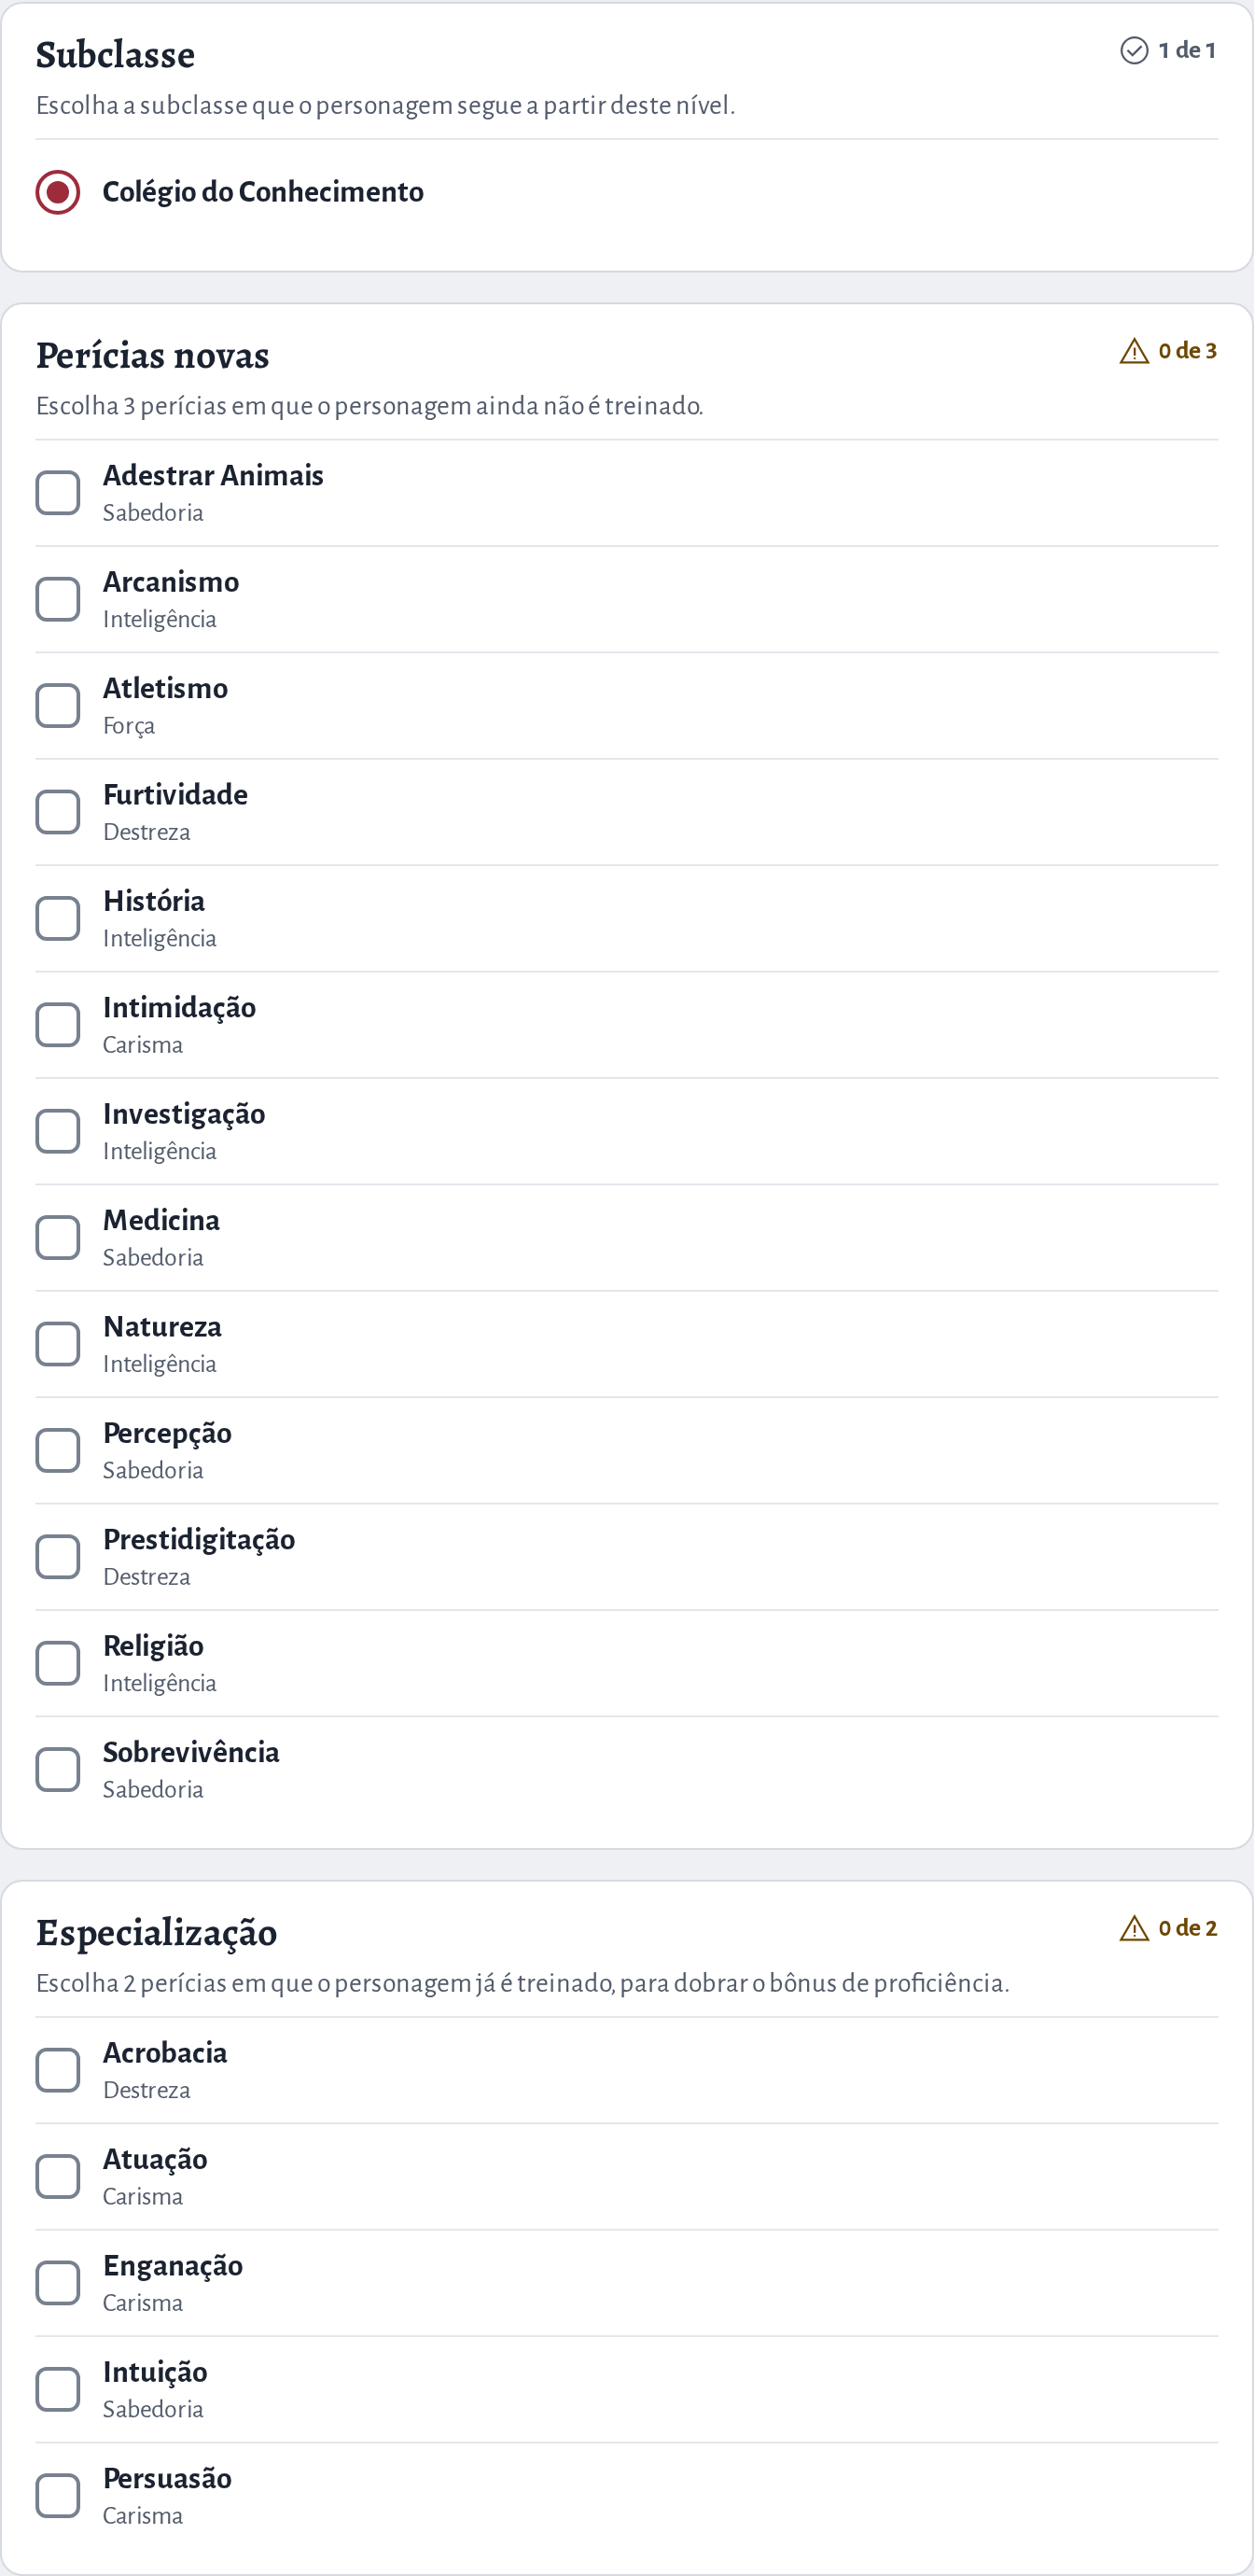 Subclasse
1 de 1
Escolha a subclasse que o personagem segue a partir deste nível.
Colégio do Conhecimento
Perícias novas
0 de 3
Escolha 3 perícias em que o personagem ainda não é treinado.
Adestrar Animais
Sabedoria
Arcanismo
Inteligência
Atletismo
Força
Furtividade
Destreza
História
Inteligência
Intimidação
Carisma
Investigação
Inteligência
Medicina
Sabedoria
Natureza
Inteligência
Percepção
Sabedoria
Prestidigitação
Destreza
Religião
Inteligência
Sobrevivência
Sabedoria
Especialização
0 de 2
Escolha 2 perícias em que o personagem já é treinado, para dobrar o bônus de proficiência.
Acrobacia
Destreza
Atuação
Carisma
Enganação
Carisma
Intuição
Sabedoria
Persuasão
Carisma